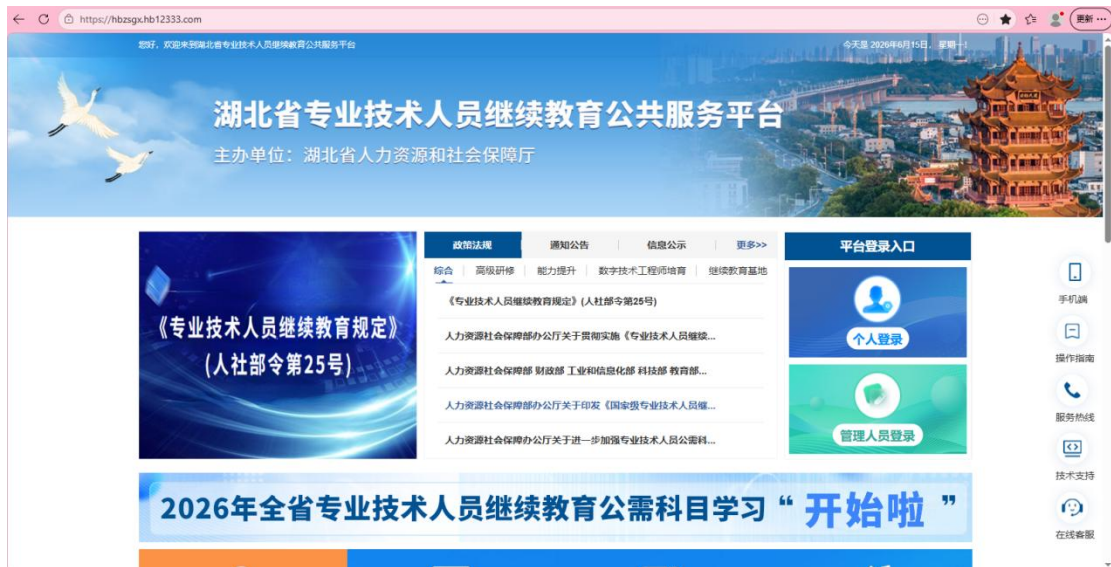 https://hbzsgx.hb12333.com
更新
您好，欢迎来到湖北省专业技术人员继续教育公共服务平台
今天是 2026年6月15日，星期一！
湖北省专业技术人员继续教育公共服务平台
主办单位：湖北省人力资源和社会保障厅
《专业技术人员继续教育规定》
(人社部令第25号)
政策法规 通知公告 信息公示 更多>>
综合 高级研修 能力提升 数字技术工程师培育 继续教育基地
《专业技术人员继续教育规定》(人社部令第25号)
人力资源社会保障部办公厅关于贯彻实施《专业技术人员继续...
人力资源社会保障部 财政部 工业和信息化部 科技部 教育部...
人力资源社会保障部办公厅关于印发《国家级专业技术人员继...
人力资源社会保障办公厅关于进一步加强专业技术人员公需科...
平台登录入口
个人登录
管理人员登录
手机端
操作指南
服务热线
技术支持
在线客服
2026年全省专业技术人员继续教育公需科目学习“开始啦”